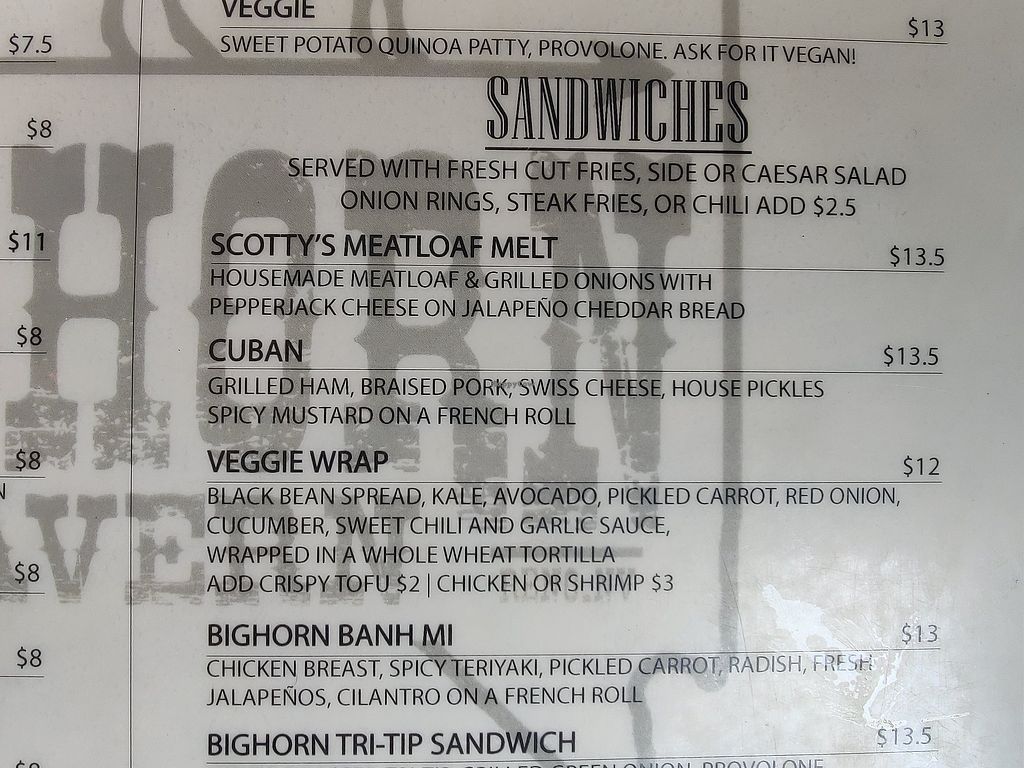 VEGGIE $13
SWEET POTATO QUINOA PATTY, PROVOLONE. ASK FOR IT VEGAN!
SANDWICHES
SERVED WITH FRESH CUT FRIES, SIDE OR CAESAR SALAD
ONION RINGS, STEAK FRIES, OR CHILI ADD $2.5
SCOTTY'S MEATLOAF MELT $13.5
HOUSEMADE MEATLOAF & GRILLED ONIONS WITH
PEPPERJACK CHEESE ON JALAPEÑO CHEDDAR BREAD
CUBAN $13.5
GRILLED HAM, BRAISED PORK, SWISS CHEESE, HOUSE PICKLES
SPICY MUSTARD ON A FRENCH ROLL
VEGGIE WRAP $12
BLACK BEAN SPREAD, KALE, AVOCADO, PICKLED CARROT, RED ONION,
CUCUMBER, SWEET CHILI AND GARLIC SAUCE,
WRAPPED IN A WHOLE WHEAT TORTILLA
ADD CRISPY TOFU $2 | CHICKEN OR SHRIMP $3
BIGHORN BANH MI $13
CHICKEN BREAST, SPICY TERIYAKI, PICKLED CARROT, RADISH, FRESH
JALAPEÑOS, CILANTRO ON A FRENCH ROLL
BIGHORN TRI-TIP SANDWICH $13.5
GRILLED GREEN ONION, PROVOLONE
$7.5
$8
$11
$8
$8
N
$8
$8
HORN
VERN